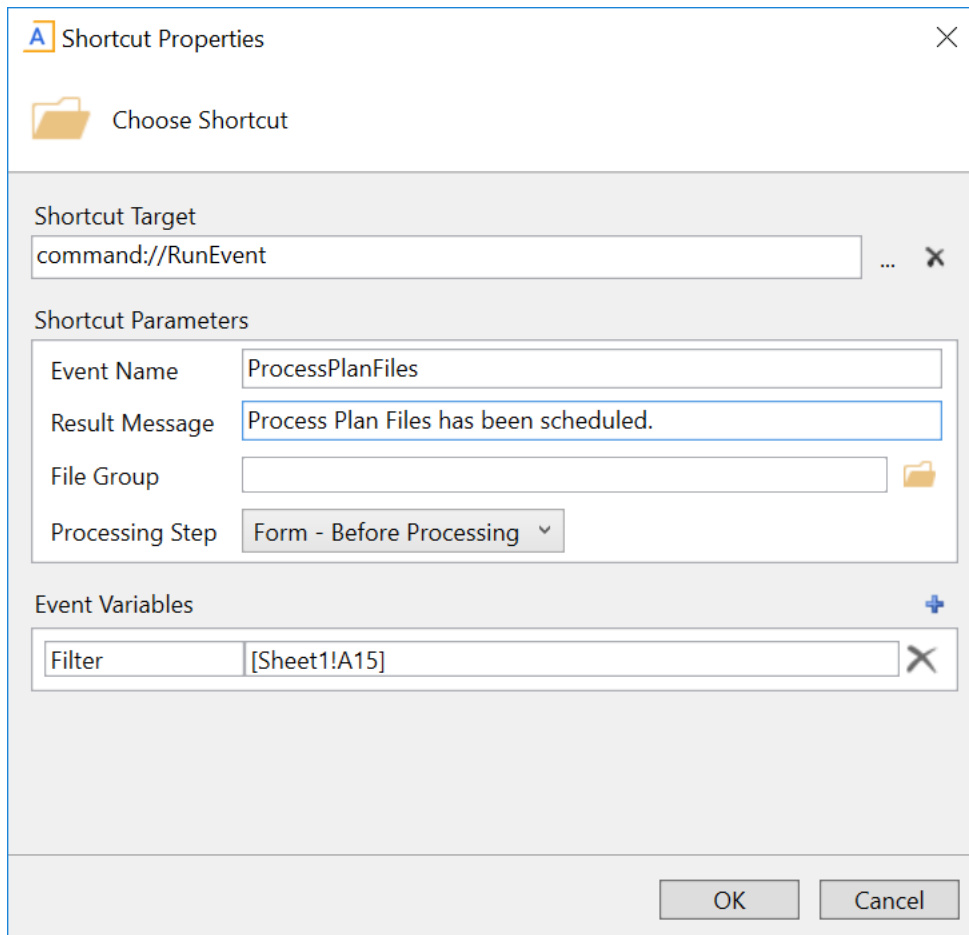 A Shortcut Properties
Choose Shortcut
Shortcut Target
command://RunEvent ...
Shortcut Parameters
Event Name ProcessPlanFiles
Result Message Process Plan Files has been scheduled.
File Group
Processing Step Form - Before Processing
Event Variables
Filter [Sheet1!A15]
OK Cancel